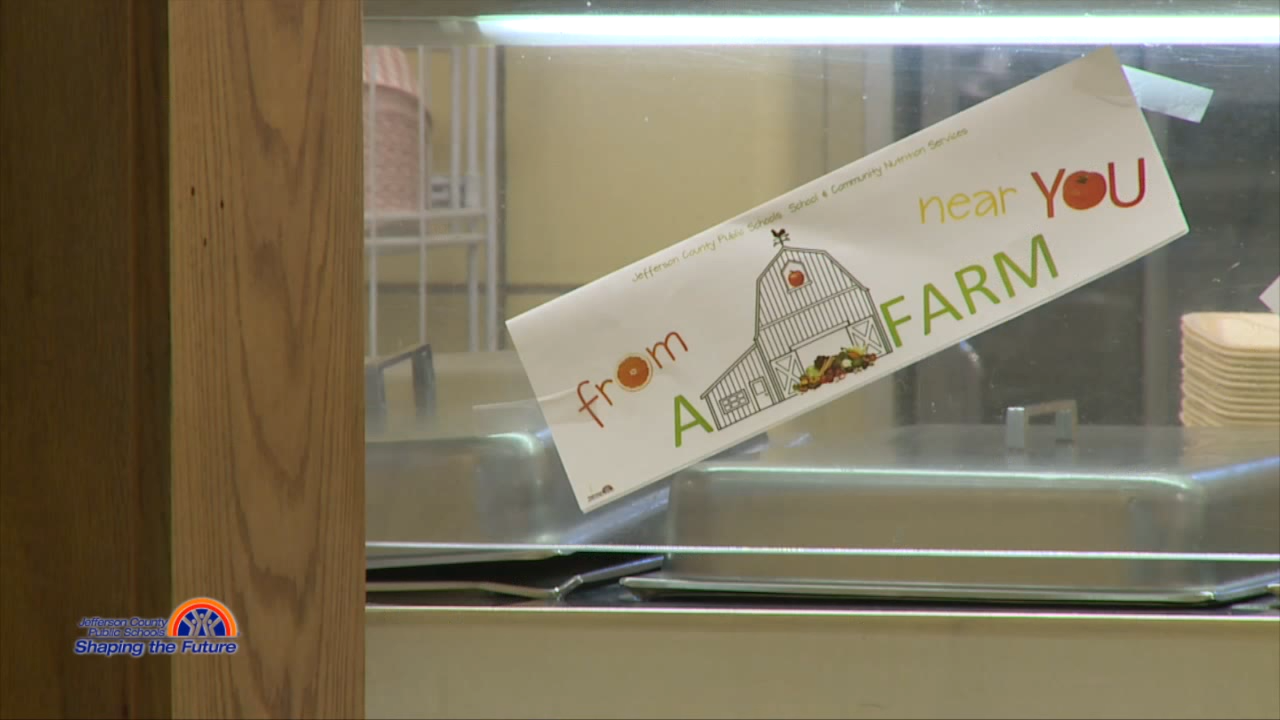 Jefferson County Public Schools School & Community Nutrition Services
from A FARM near YOU
Jefferson County
Public Schools
Shaping the Future